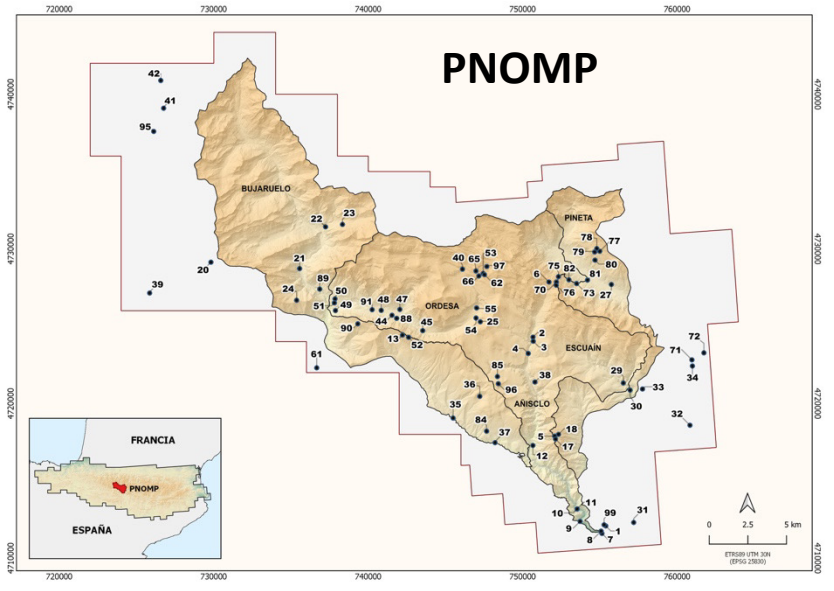 720000 730000 740000 750000 760000
PNOMP
4740000 4740000
42
41
95
BUJARUELO
23
22
PINETA
78 77
79
4730000 4730000
53
40 65 97 75 82 80
21 6 81
20
66 62
89 70 76 73 27
39
50
24 91 48 47 ORDESA
51 49
44 88 55
90 45 54 25
2
13 4 3 ESCUAÍN 72
52 71
61 85 34
38 29
36 96 33
4720000 4720000
AÑISCLO 30
35
84 32
18
37 5
17
12
FRANCIA
PNOMP
11
10 99 31
9 1
ESPAÑA
8 7
0 2.5 5 km
ETRS89 UTM 30N
(EPSG 25830)
4710000 4710000
720000 730000 740000 750000 760000